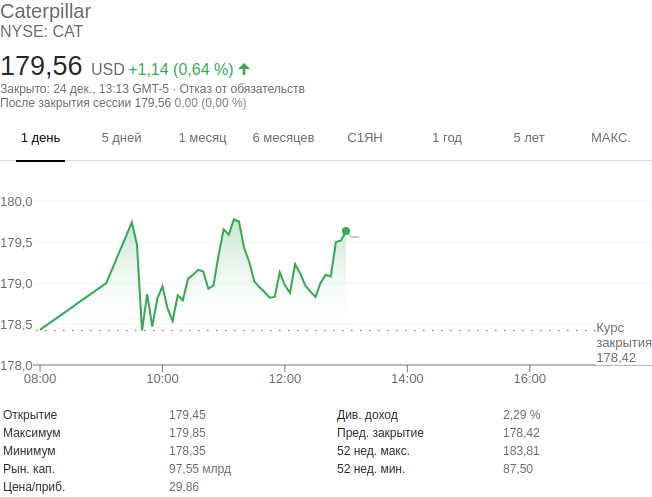 Caterpillar
NYSE: CAT
179,56 USD +1,14 (0,64 %)
Закрыто: 24 дек., 13:13 GMT-5 · Отказ от обязательств
После закрытия сессии 179,56 0,00 (0,00 %)
1 день 5 дней 1 месяц 6 месяцев С1ЯН 1 год 5 лет МАКС.
180,0
179,5
179,0
178,5
178,0
Курс
закрытия
178,42
08:00 10:00 12:00 14:00 16:00
Открытие 179,45 Див. доход 2,29 %
Максимум 179,85 Пред. закрытие 178,42
Минимум 178,35 52 нед. макс. 183,81
Рын. кап. 97,55 млрд 52 нед. мин. 87,50
Цена/приб. 29,86